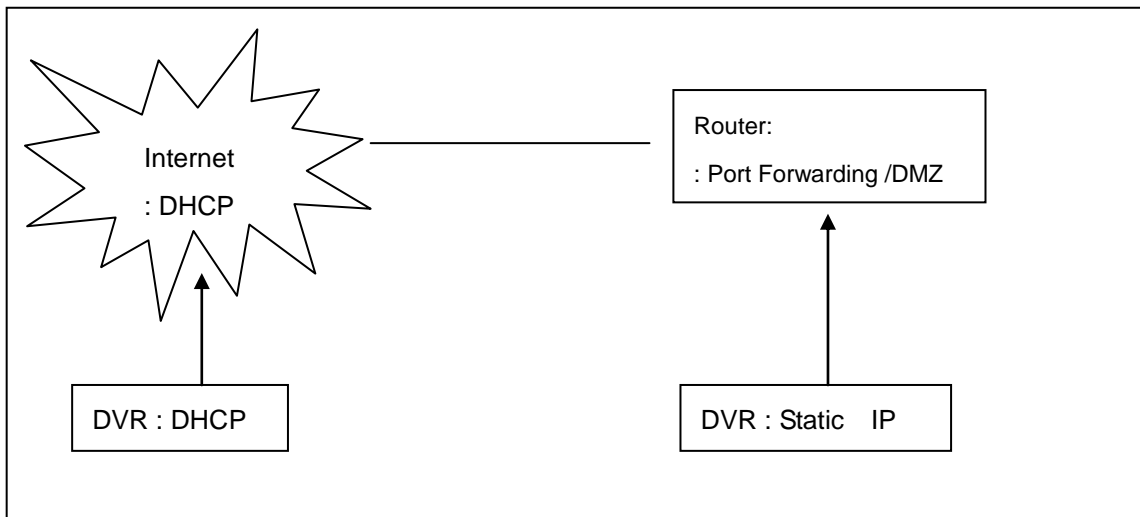 Internet
: DHCP
Router:
: Port Forwarding /DMZ
DVR : DHCP
DVR : Static IP